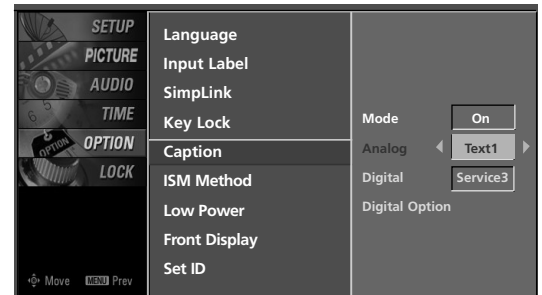 SETUP
PICTURE
AUDIO
TIME
OPTION
LOCK
Move MENU Prev
Language
Input Label
SimpLink
Key Lock
Caption
ISM Method
Low Power
Front Display
Set ID
Mode On
Analog Text1
Digital Service3
Digital Option